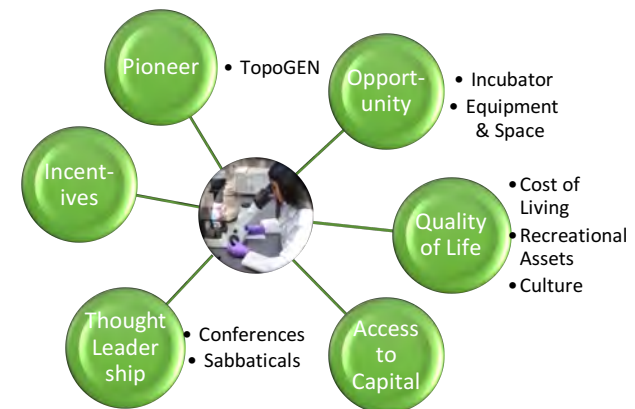 Pioneer
• TopoGEN
Opport-
unity
• Incubator
• Equipment
& Space
Incent-
ives
Quality
of Life
• Cost of
Living
• Recreational
Assets
• Culture
Thought
Leader
ship
• Conferences
• Sabbaticals
Access
to
Capital